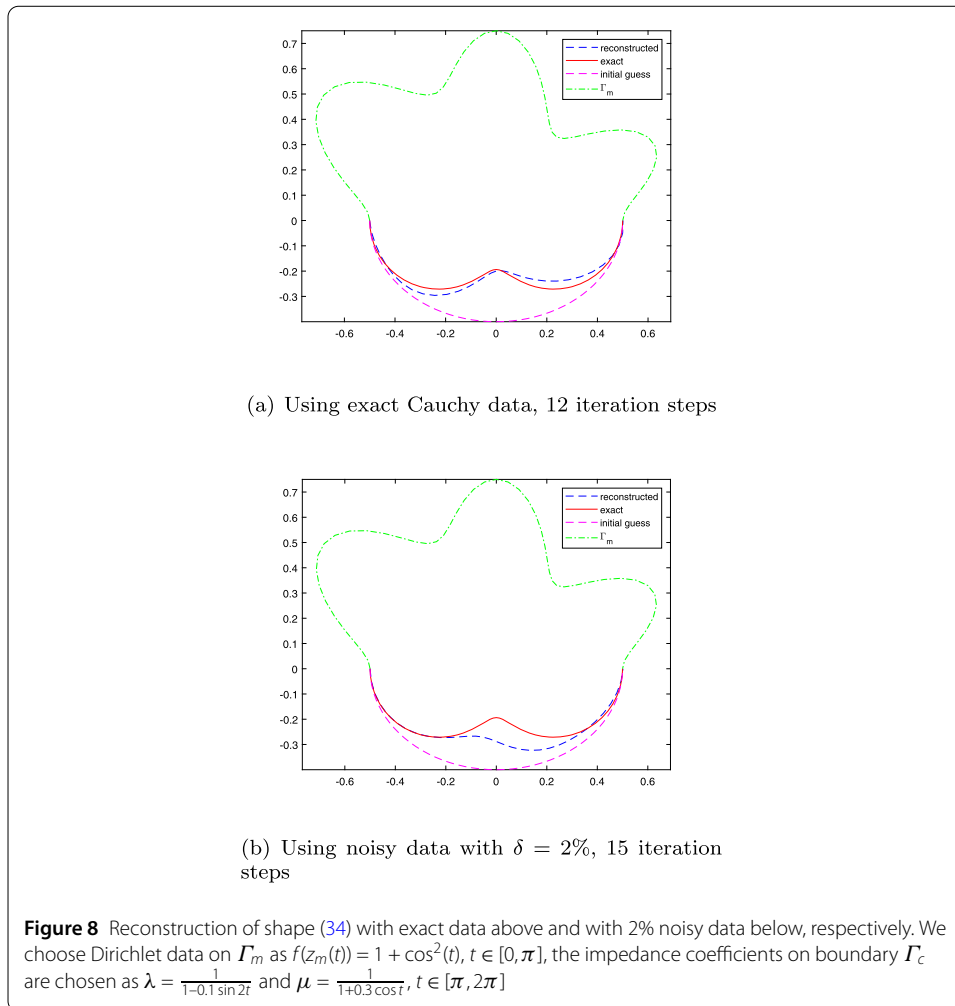 0.7
0.6
0.5
0.4
0.3
0.2
0.1
0
-0.1
-0.2
-0.3
-0.6 -0.4 -0.2 0 0.2 0.4 0.6
reconstructed
exact
initial guess
Γm
(a) Using exact Cauchy data, 12 iteration steps
0.7
0.6
0.5
0.4
0.3
0.2
0.1
0
-0.1
-0.2
-0.3
-0.6 -0.4 -0.2 0 0.2 0.4 0.6
reconstructed
exact
initial guess
Γm
(b) Using noisy data with δ = 2%, 15 iteration
steps
Figure 8 Reconstruction of shape (34) with exact data above and with 2% noisy data below, respectively. We
choose Dirichlet data on Γm as f(zm(t)) = 1 + cos²(t), t ∈ [0, π], the impedance coefficients on boundary Γc
are chosen as λ = 1/(1–0.1 sin 2t) and μ = 1/(1+0.3 cos t), t ∈ [π, 2π]